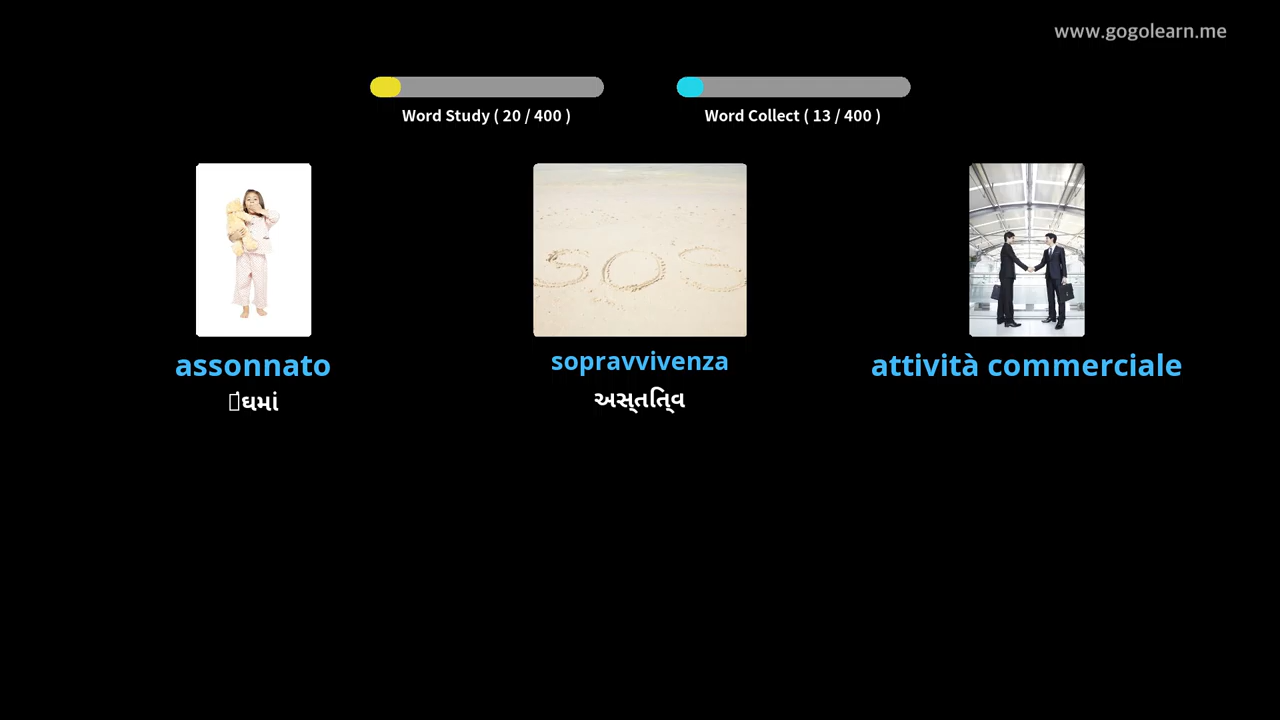 www.gogolearn.me
Word Study ( 20 / 400 )
Word Collect ( 13 / 400 )
SOS
assonnato
sopravvivenza
attività commerciale
અસ્તિત્વ